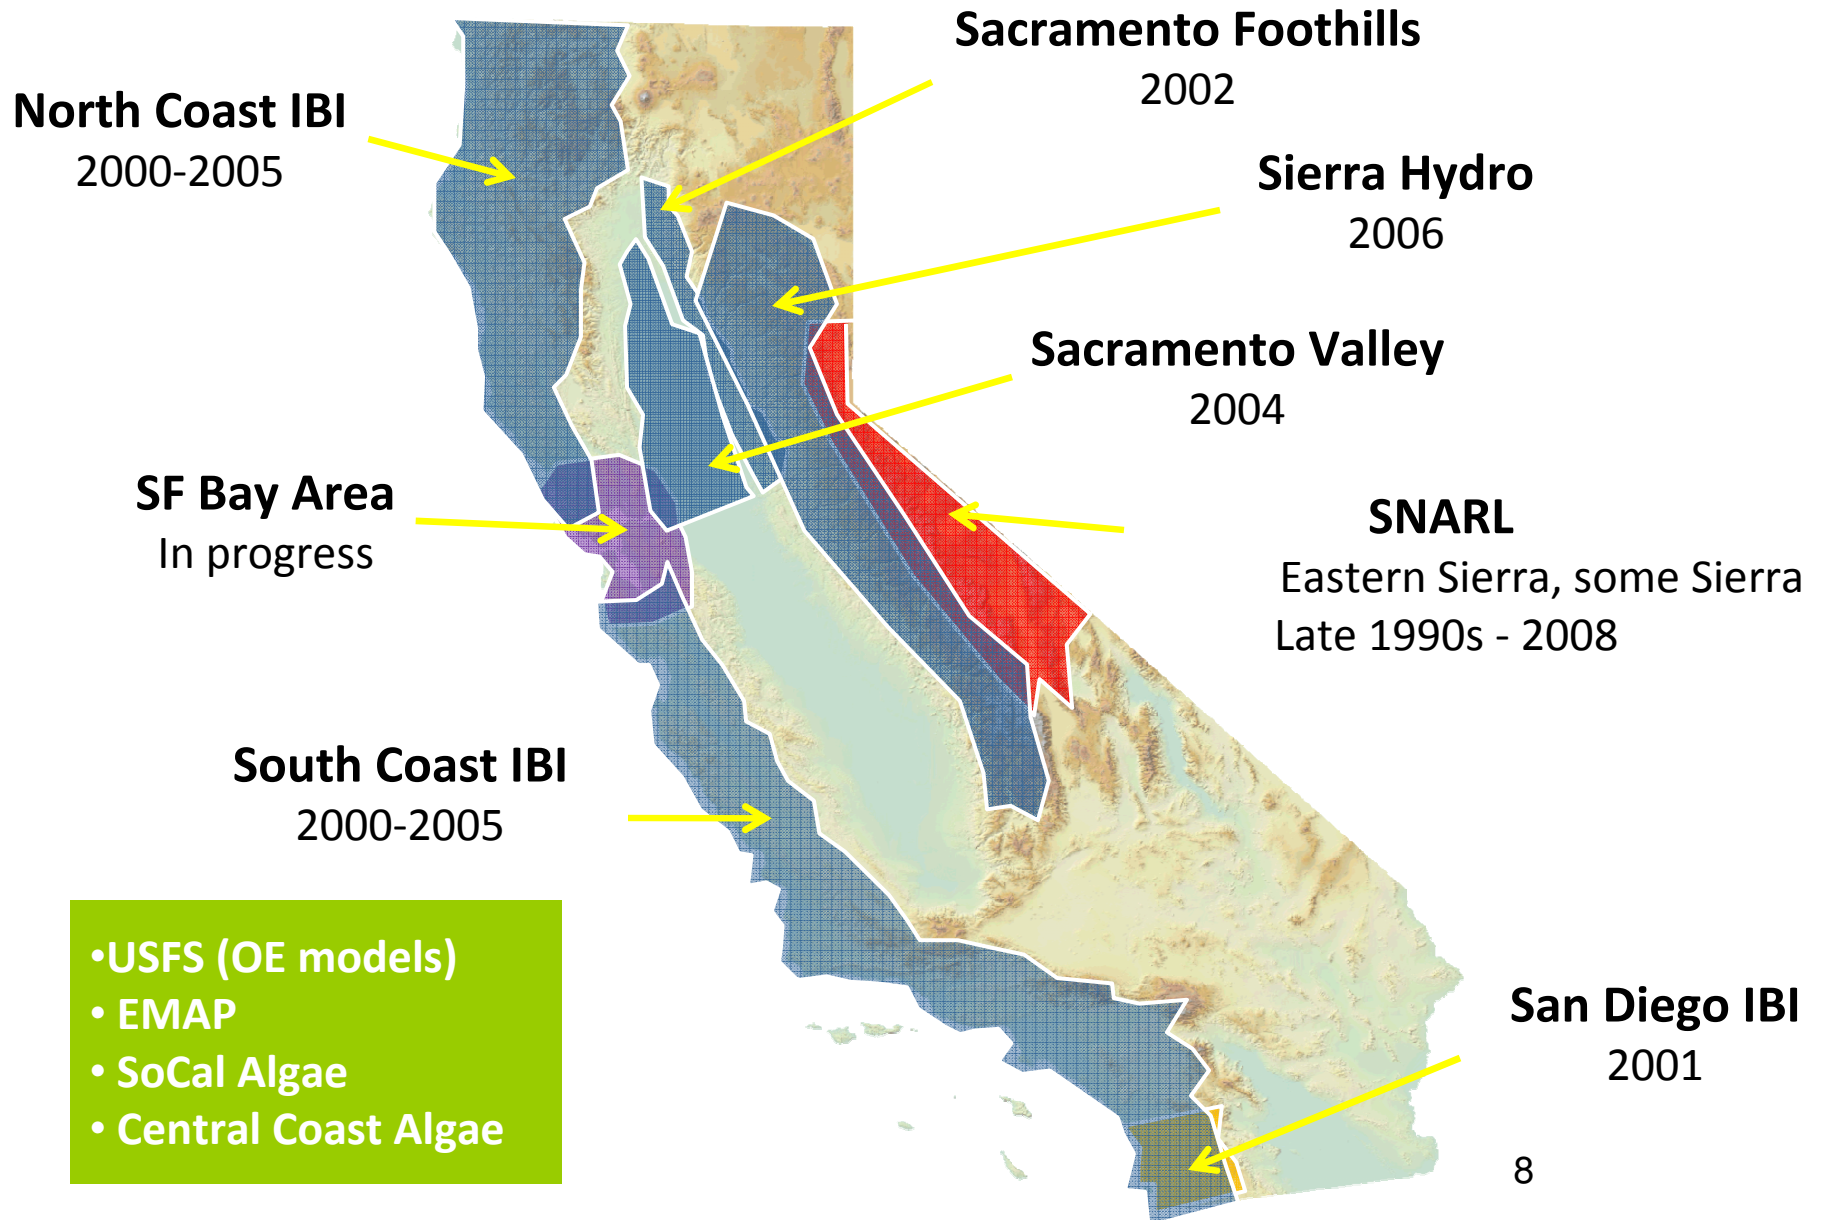 Sacramento Foothills
2002
North Coast IBI
2000-2005
Sierra Hydro
2006
Sacramento Valley
2004
SF Bay Area
In progress
SNARL
Eastern Sierra, some Sierra
Late 1990s - 2008
South Coast IBI
2000-2005
•USFS (OE models)
• EMAP
• SoCal Algae
• Central Coast Algae
San Diego IBI
2001
8